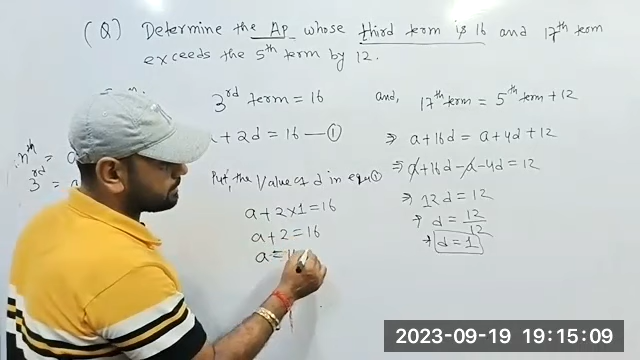 (Q) Determine the AP whose third term is 16 and 17th term
exceeds the 5th term by 12.
3rd term = 16
a + 2d = 16 — ①
Put, the value of d in equ ①
a + 2 × 1 = 16
a + 2 = 16
a =
and, 17th term = 5th term + 12
⇒ a + 16d = a + 4d + 12
⇒ a + 16d - a - 4d = 12
⇒ 12d = 12
⇒ d = 12/12
⇒ d = 1
nth =
3rd =
2023-09-19 19:15:09